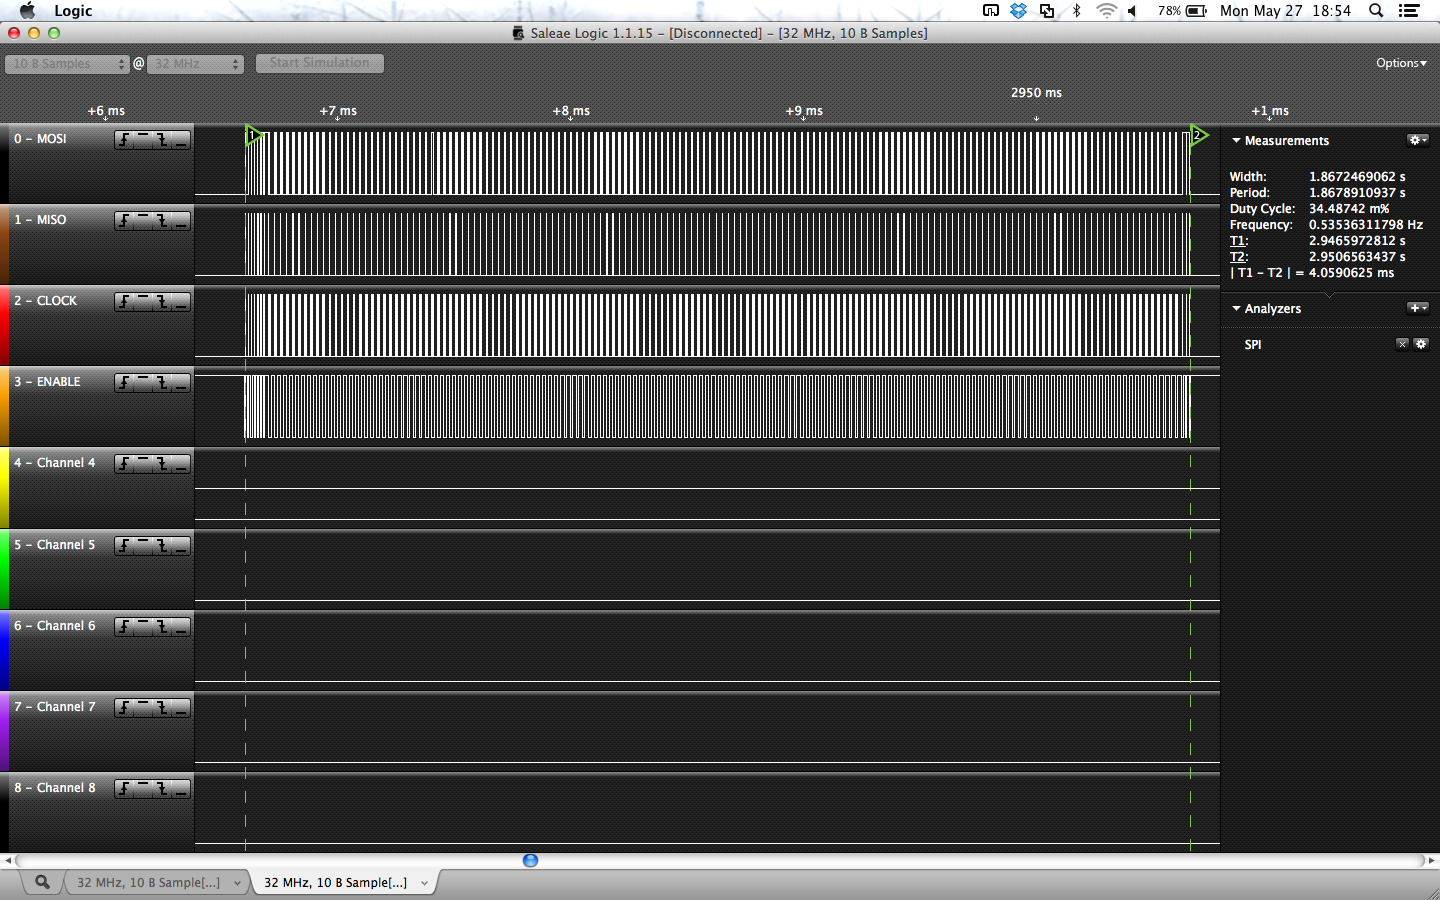 Logic
78%
Mon May 27 18:54
Saleae Logic 1.1.15 – [Disconnected] – [32 MHz, 10 B Samples]
10 B Samples @ 32 MHz Start Simulation
Options
2950 ms
+6 ms +7 ms +8 ms +9 ms +1 ms
0 – MOSI
1 2
Measurements
Width: 1.8672469062 s
Period: 1.8678910937 s
Duty Cycle: 34.48742 m%
Frequency: 0.53536311798 Hz
T1: 2.9465972812 s
T2: 2.9506563437 s
| T1 – T2 | = 4.0590625 ms
1 – MISO
2 – CLOCK
Analyzers
SPI
3 – ENABLE
4 – Channel 4
5 – Channel 5
6 – Channel 6
7 – Channel 7
8 – Channel 8
32 MHz, 10 B Sample[...] 32 MHz, 10 B Sample[...]